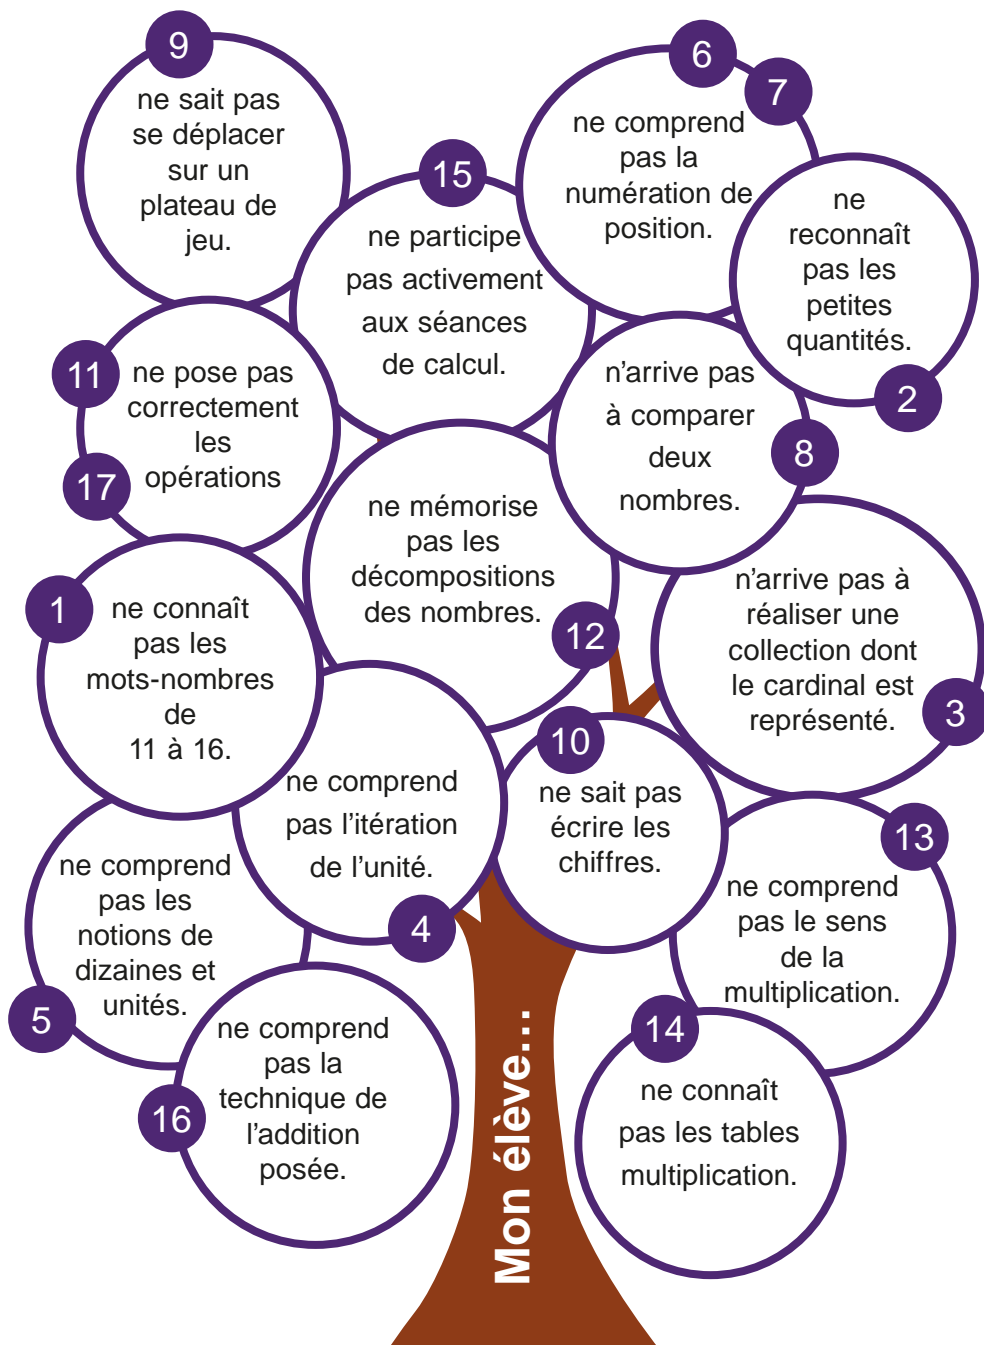 9
ne sait pas
se déplacer
sur un
plateau de
jeu.
15
ne participe
pas activement
aux séances
de calcul.
6
7
ne comprend
pas la
numération de
position.
ne
reconnaît
pas les
petites
quantités.
2
11
ne pose pas
correctement
les
opérations
17
n'arrive pas
à comparer
deux
nombres.
8
ne mémorise
pas les
décompositions
des nombres.
12
1
ne connaît
pas les
mots-nombres
de
11 à 16.
n'arrive pas à
réaliser une
collection dont
le cardinal est
représenté.
3
ne comprend
pas l'itération
de l'unité.
4
10
ne sait pas
écrire les
chiffres.
13
ne comprend
pas le sens
de la
multiplication.
ne comprend
pas les
notions de
dizaines et
unités.
5
ne comprend
pas la
technique de
l'addition
posée.
16
14
ne connaît
pas les tables
multiplication.
Mon élève...